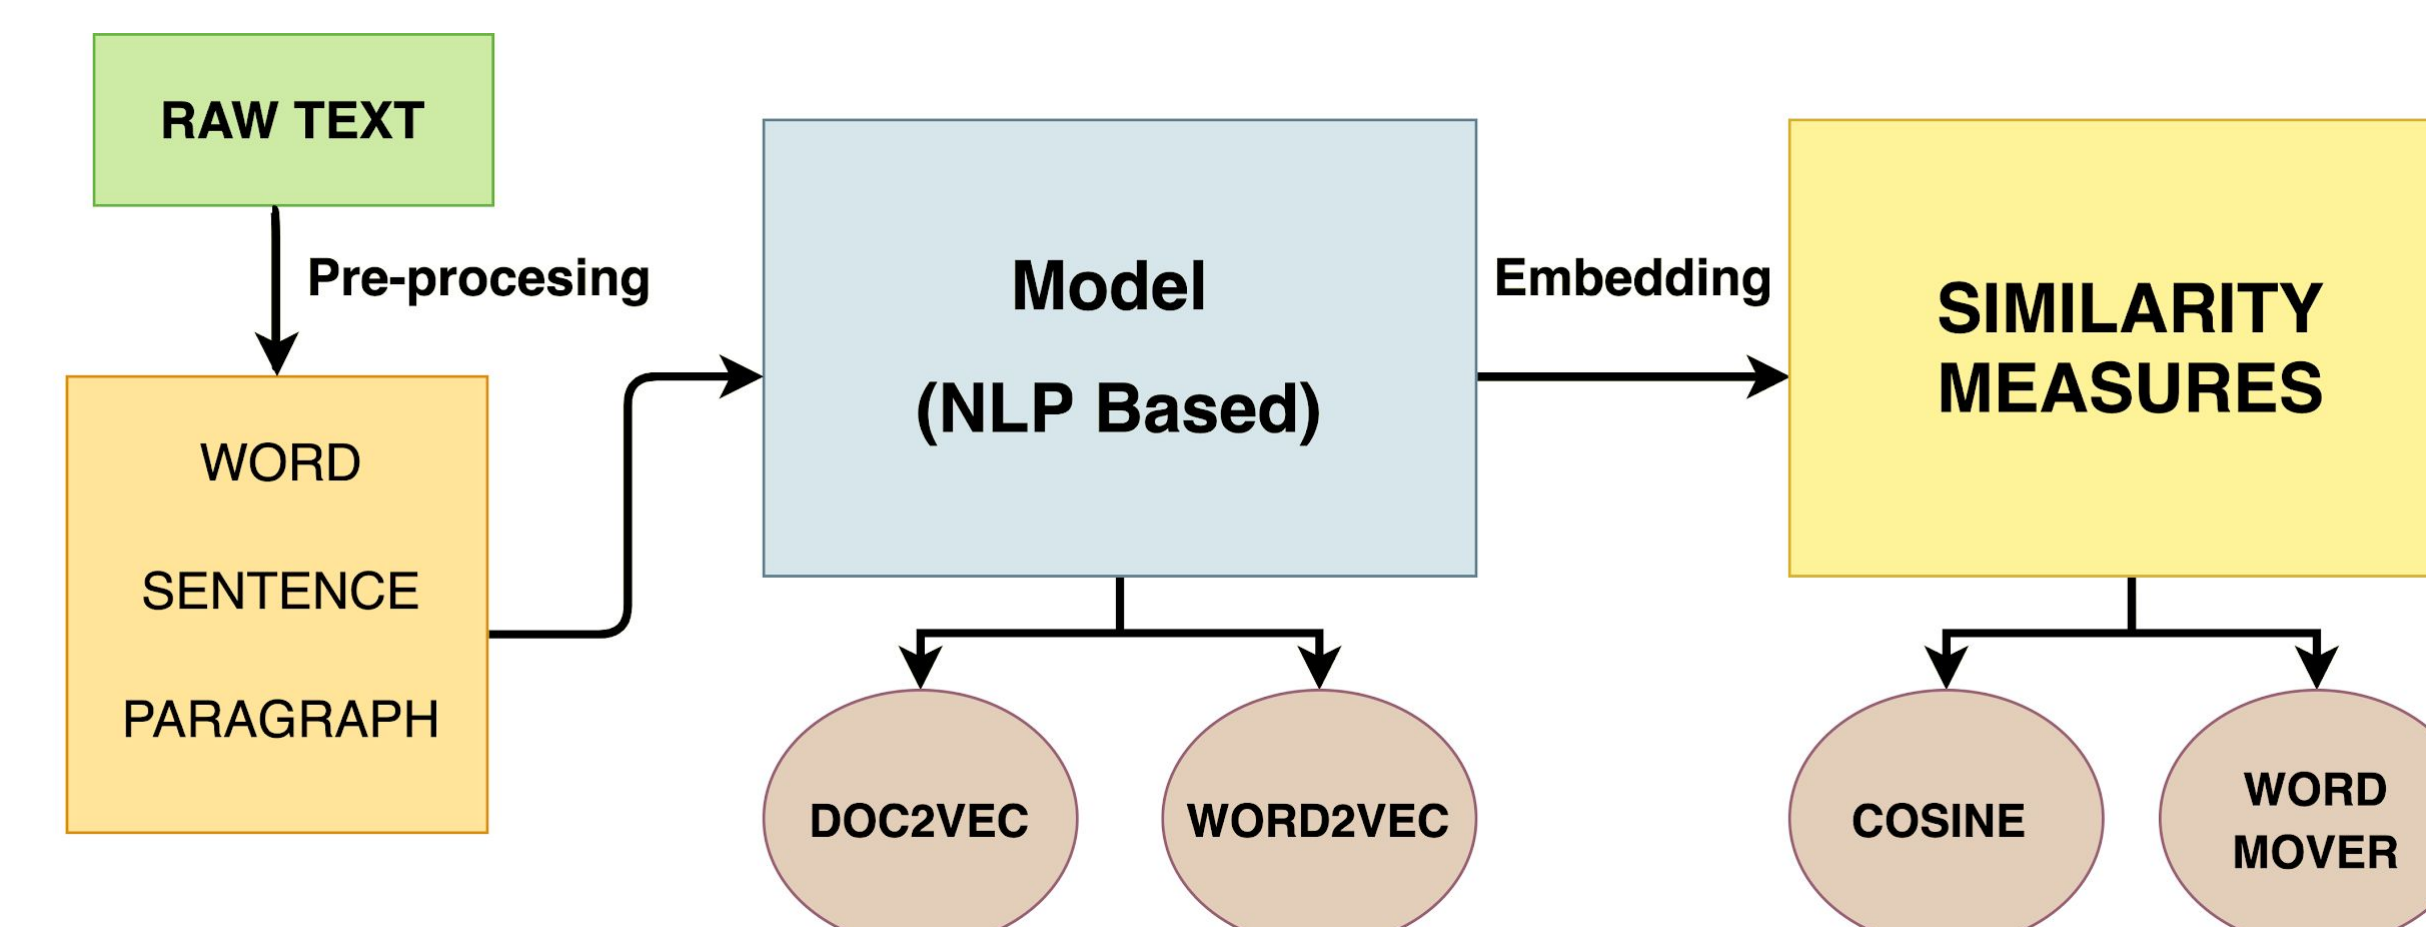 RAW TEXT
Pre-procesing
WORD
SENTENCE
PARAGRAPH
Model
(NLP Based)
Embedding
SIMILARITY
MEASURES
DOC2VEC
WORD2VEC
COSINE
WORD
MOVER